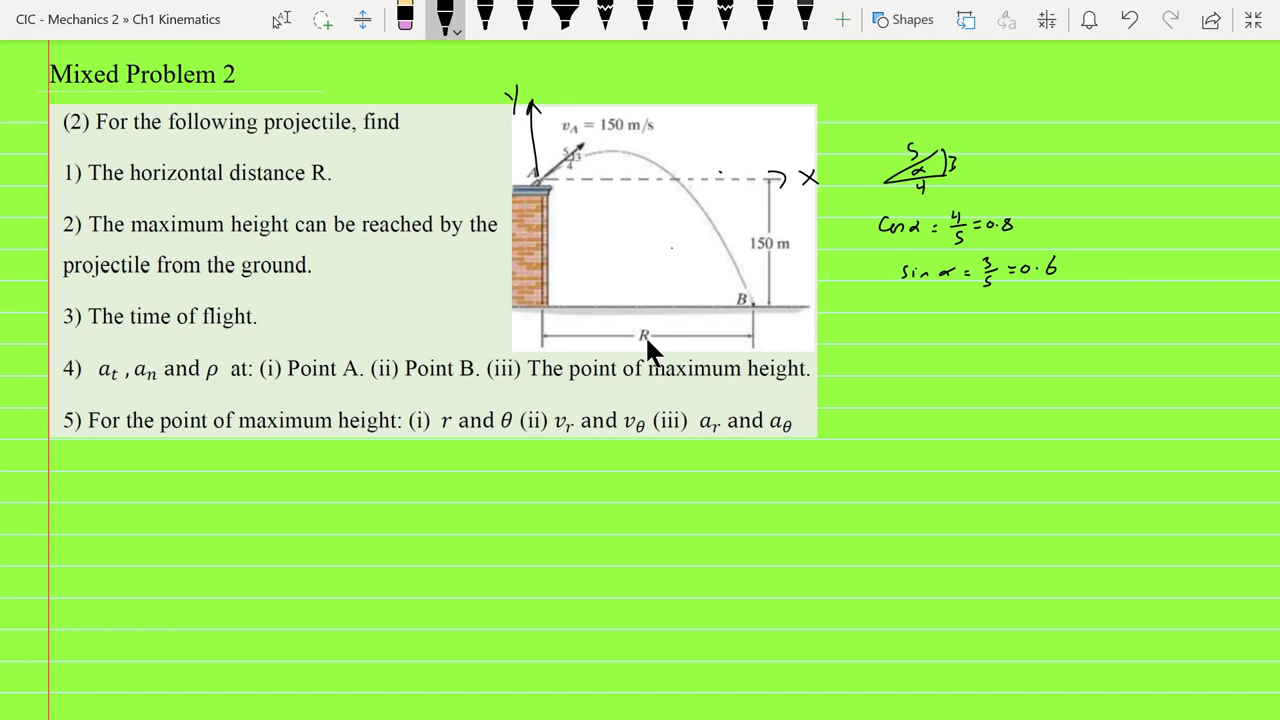 CIC - Mechanics 2 » Ch1 Kinematics
Shapes
Mixed Problem 2
(2) For the following projectile, find
1) The horizontal distance R.
2) The maximum height can be reached by the
projectile from the ground.
3) The time of flight.
4) aₜ , aₙ and ρ at: (i) Point A. (ii) Point B. (iii) The point of maximum height.
5) For the point of maximum height: (i) r and θ (ii) vᵣ and v_θ (iii) aᵣ and a_θ
Y
v_A = 150 m/s
5
3
4
A
X
150 m
B
R
5
3
α
4
Cos α = 4/5 = 0.8
sin α = 3/5 = 0.6